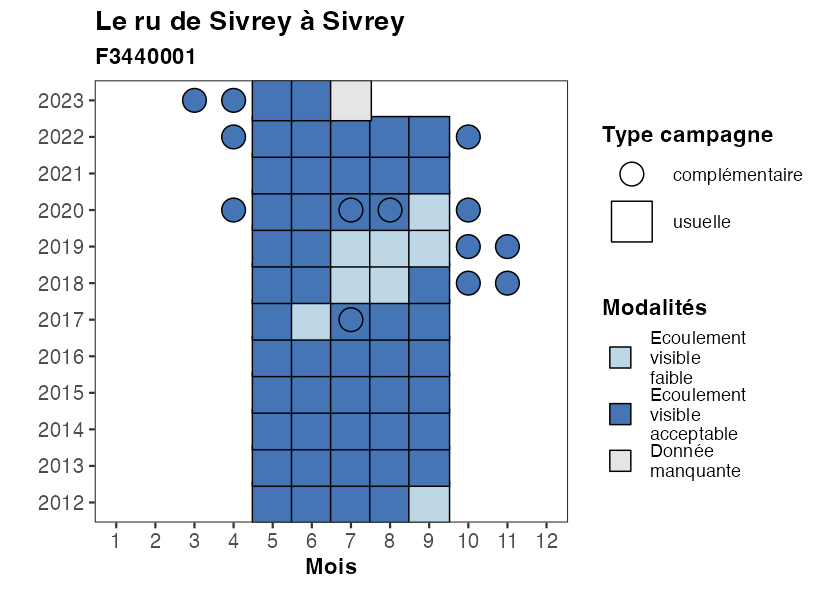 Le ru de Sivrey à Sivrey
F3440001
2023
2022
2021
2020
2019
2018
2017
2016
2015
2014
2013
2012
1 2 3 4 5 6 7 8 9 10 11 12
Mois
Type campagne
complémentaire
usuelle
Modalités
Ecoulement
visible
faible
Ecoulement
visible
acceptable
Donnée
manquante